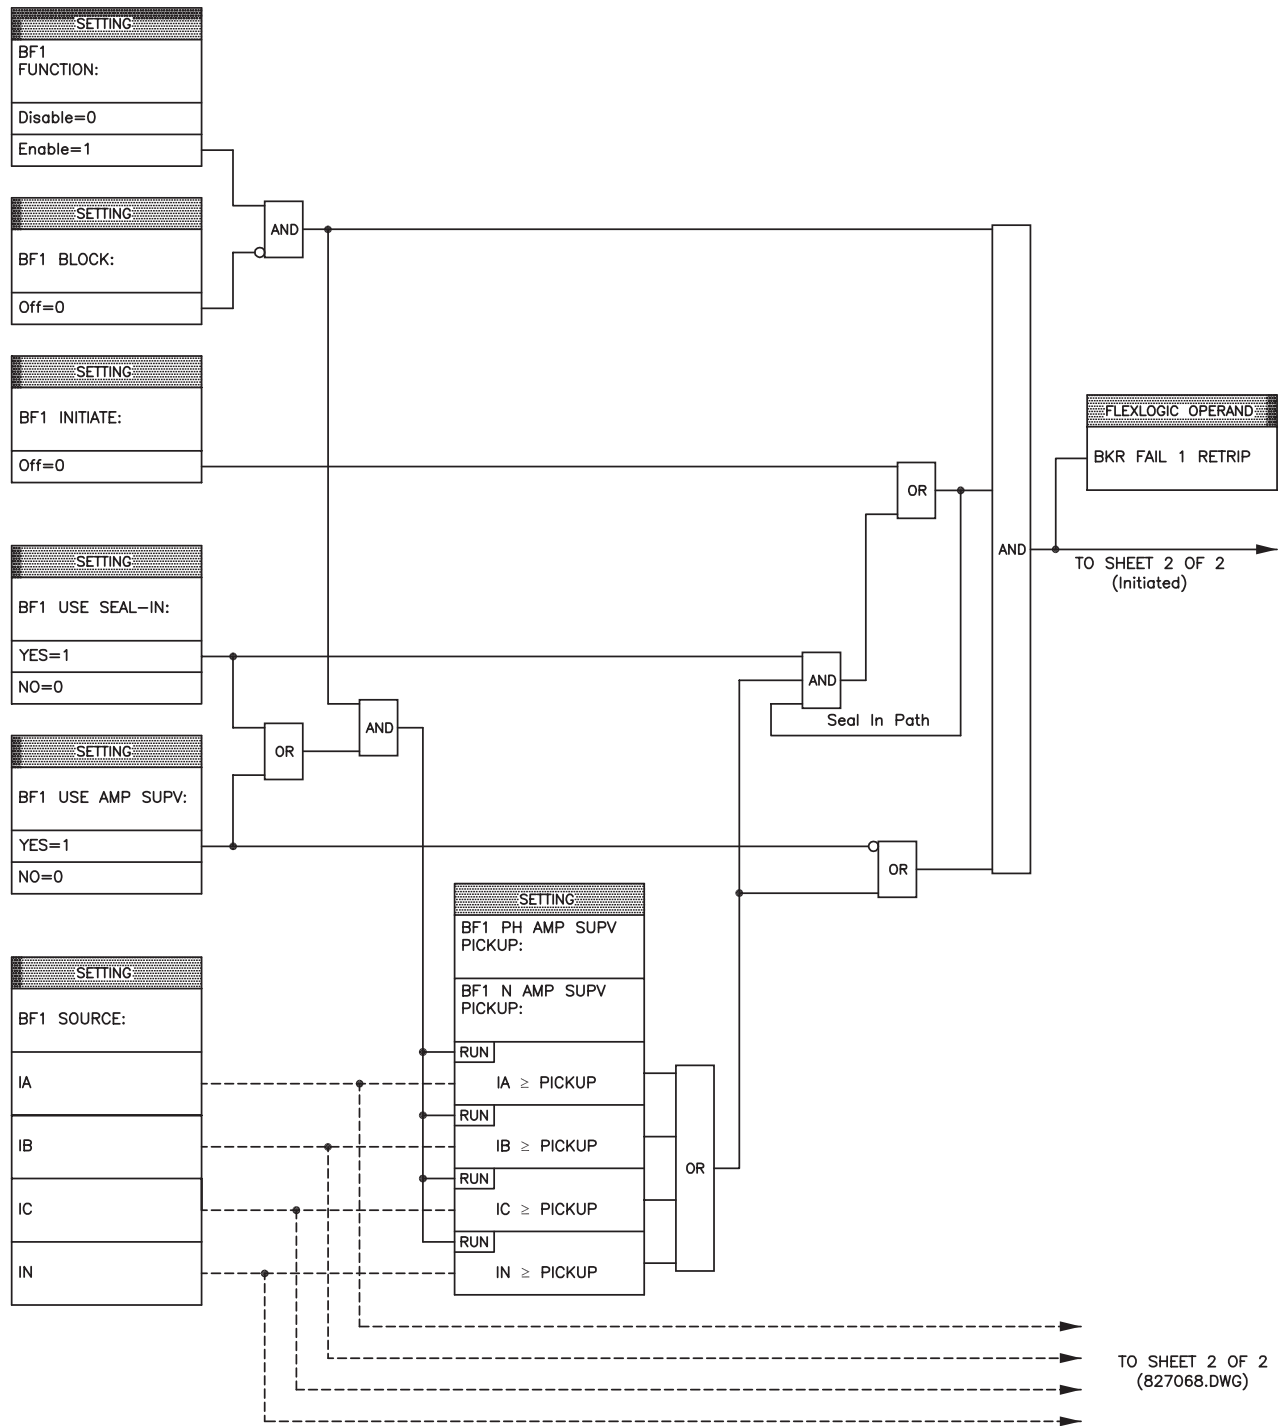 SETTING
BF1
FUNCTION:
Disable=0
Enable=1
SETTING
BF1 BLOCK:
Off=0
AND
SETTING
BF1 INITIATE:
Off=0
OR
AND
FLEXLOGIC OPERAND
BKR FAIL 1 RETRIP
TO SHEET 2 OF 2
(Initiated)
SETTING
BF1 USE SEAL-IN:
YES=1
NO=0
AND
Seal In Path
OR
AND
SETTING
BF1 USE AMP SUPV:
YES=1
NO=0
OR
SETTING
BF1 PH AMP SUPV
PICKUP:
BF1 N AMP SUPV
PICKUP:
RUN
IA ≥ PICKUP
RUN
IB ≥ PICKUP
RUN
IC ≥ PICKUP
RUN
IN ≥ PICKUP
OR
SETTING
BF1 SOURCE:
IA
IB
IC
IN
TO SHEET 2 OF 2
(827068.DWG)